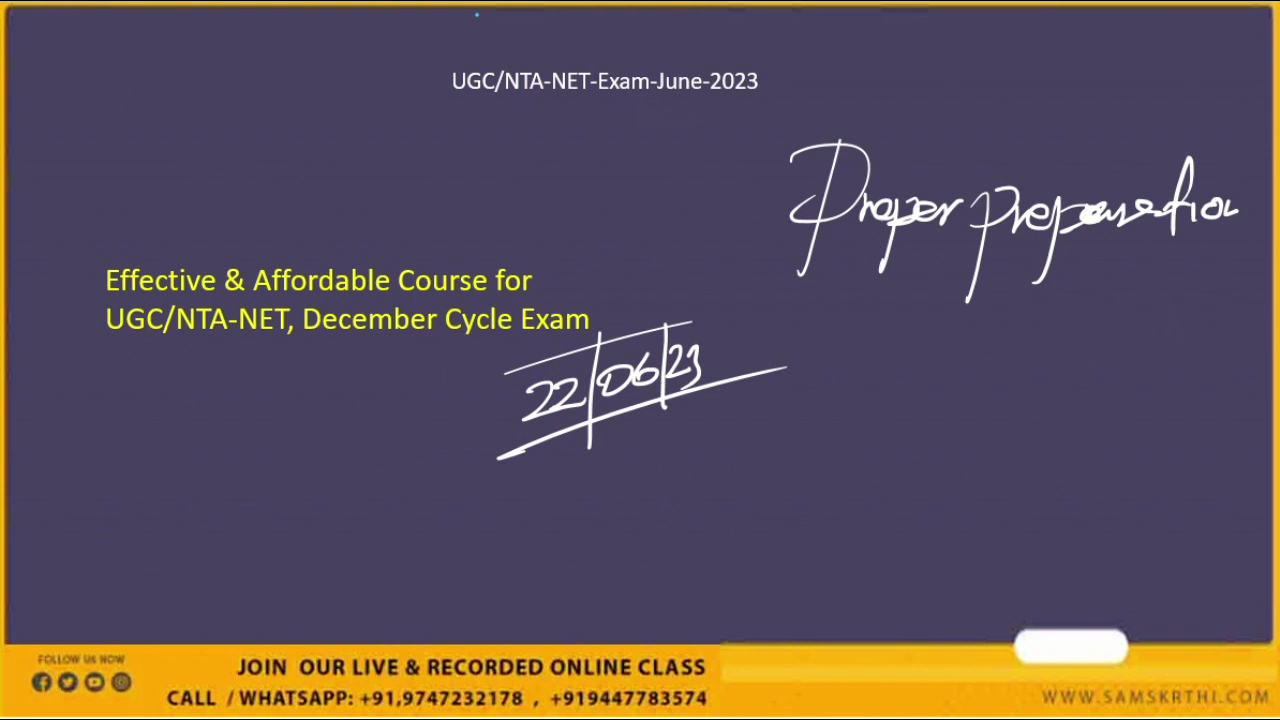 UGC/NTA-NET-Exam-June-2023
Proper preparation
Effective & Affordable Course for
UGC/NTA-NET, December Cycle Exam
22/06/23
FOLLOW US NOW
JOIN OUR LIVE & RECORDED ONLINE CLASS
CALL / WHATSAPP: +91,9747232178 , +919447783574
WWW.SAMSKRTHI.COM